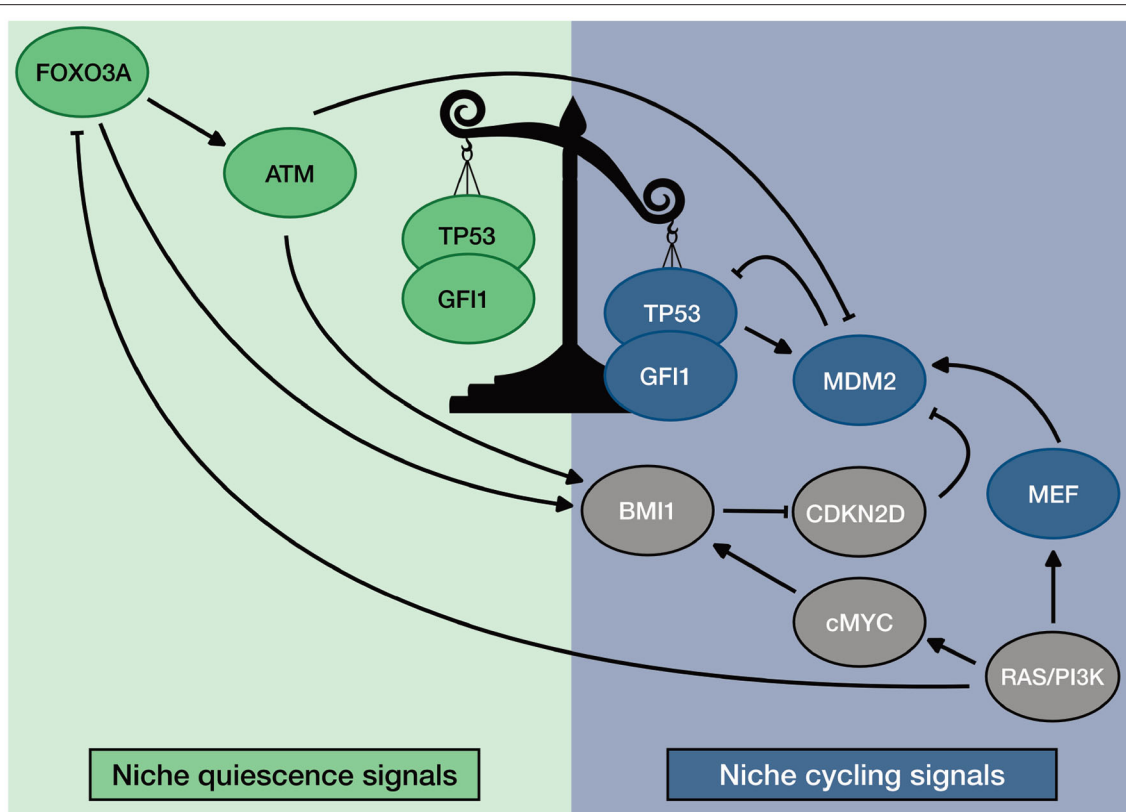 FOXO3A
ATM
TP53
GFI1
TP53
GFI1
MDM2
MEF
BMI1
CDKN2D
cMYC
RAS/PI3K
Niche quiescence signals
Niche cycling signals